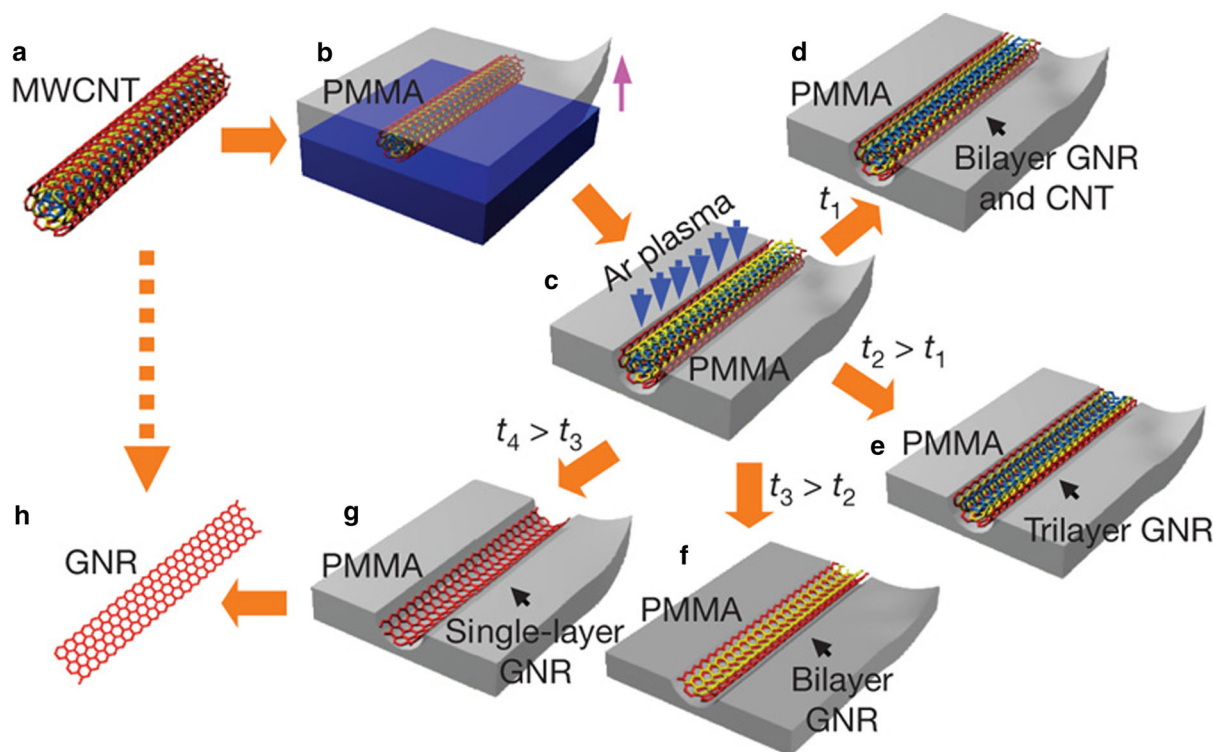 a
MWCNT
b
PMMA
c
Ar plasma
PMMA
t₁
d
PMMA
Bilayer GNR
and CNT
t₂ > t₁
e
PMMA
Trilayer GNR
t₃ > t₂
f
PMMA
Bilayer
GNR
t₄ > t₃
g
PMMA
Single-layer
GNR
h
GNR